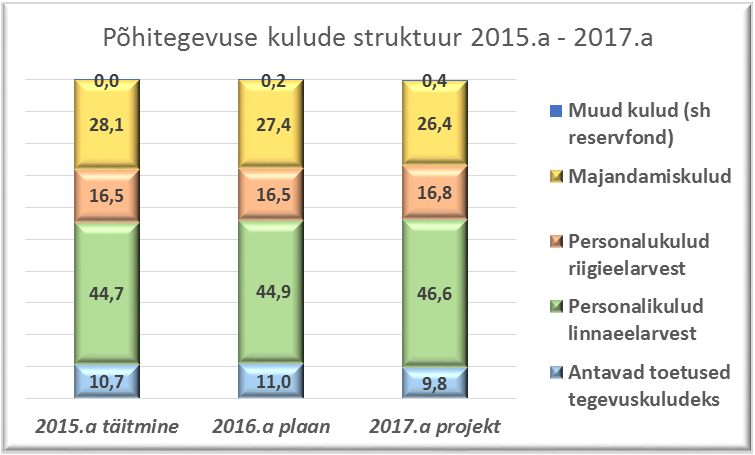 Põhitegevuse kulude struktuur 2015.a - 2017.a
0,0 0,2 0,4
28,1 27,4 26,4
16,5 16,5 16,8
44,7 44,9 46,6
10,7 11,0 9,8
2015.a täitmine 2016.a plaan 2017.a projekt
Muud kulud (sh
reservfond)
Majandamiskulud
Personalukulud
riigieelarvest
Personalikulud
linnaeelarvest
Antavad toetused
tegevuskuludeks